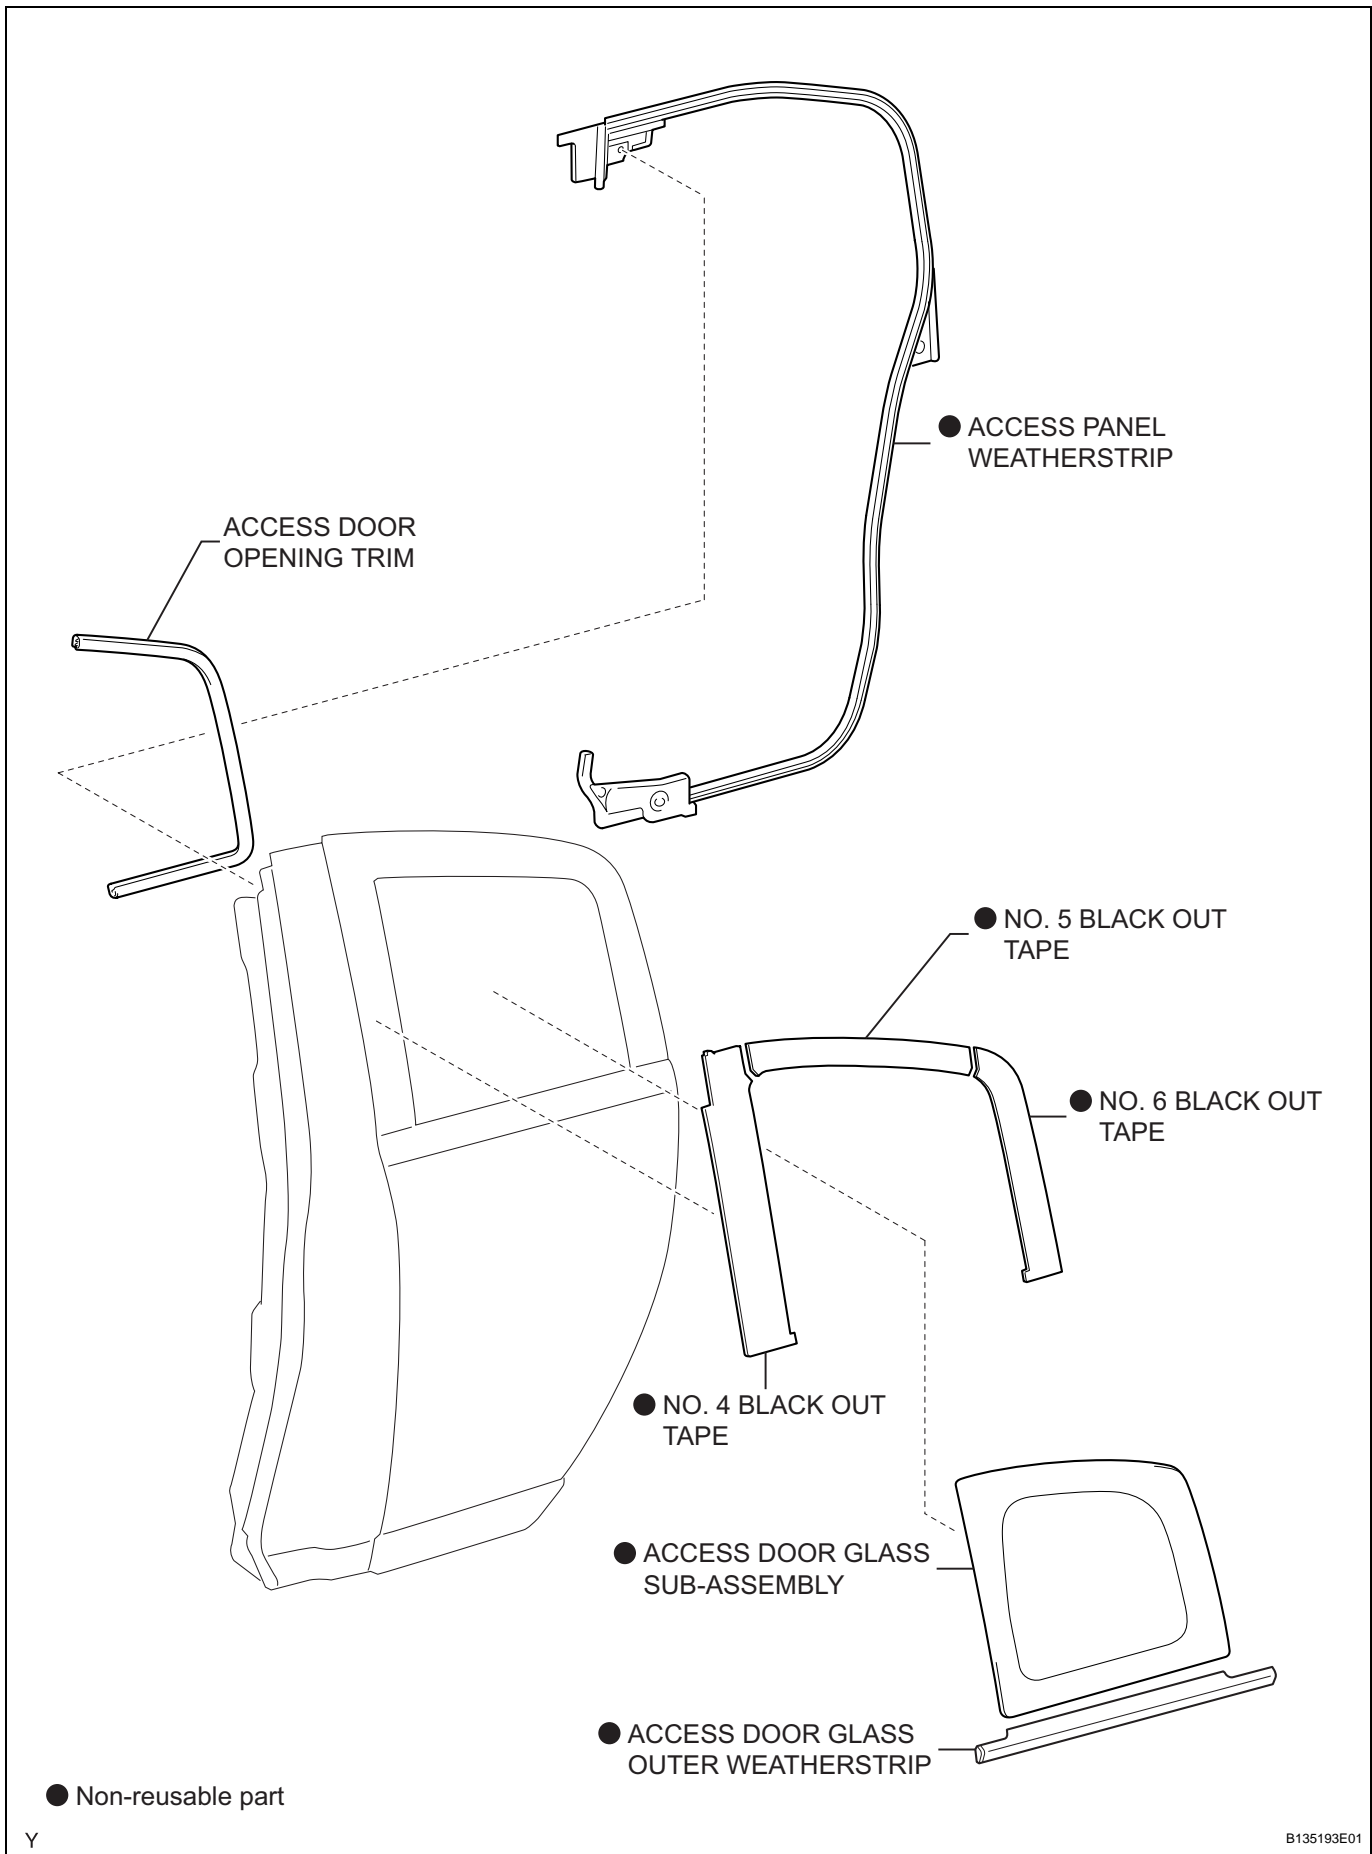 ● ACCESS PANEL
WEATHERSTRIP
ACCESS DOOR
OPENING TRIM
● NO. 5 BLACK OUT
TAPE
● NO. 6 BLACK OUT
TAPE
● NO. 4 BLACK OUT
TAPE
● ACCESS DOOR GLASS
SUB-ASSEMBLY
● ACCESS DOOR GLASS
OUTER WEATHERSTRIP
● Non-reusable part
Y
B135193E01